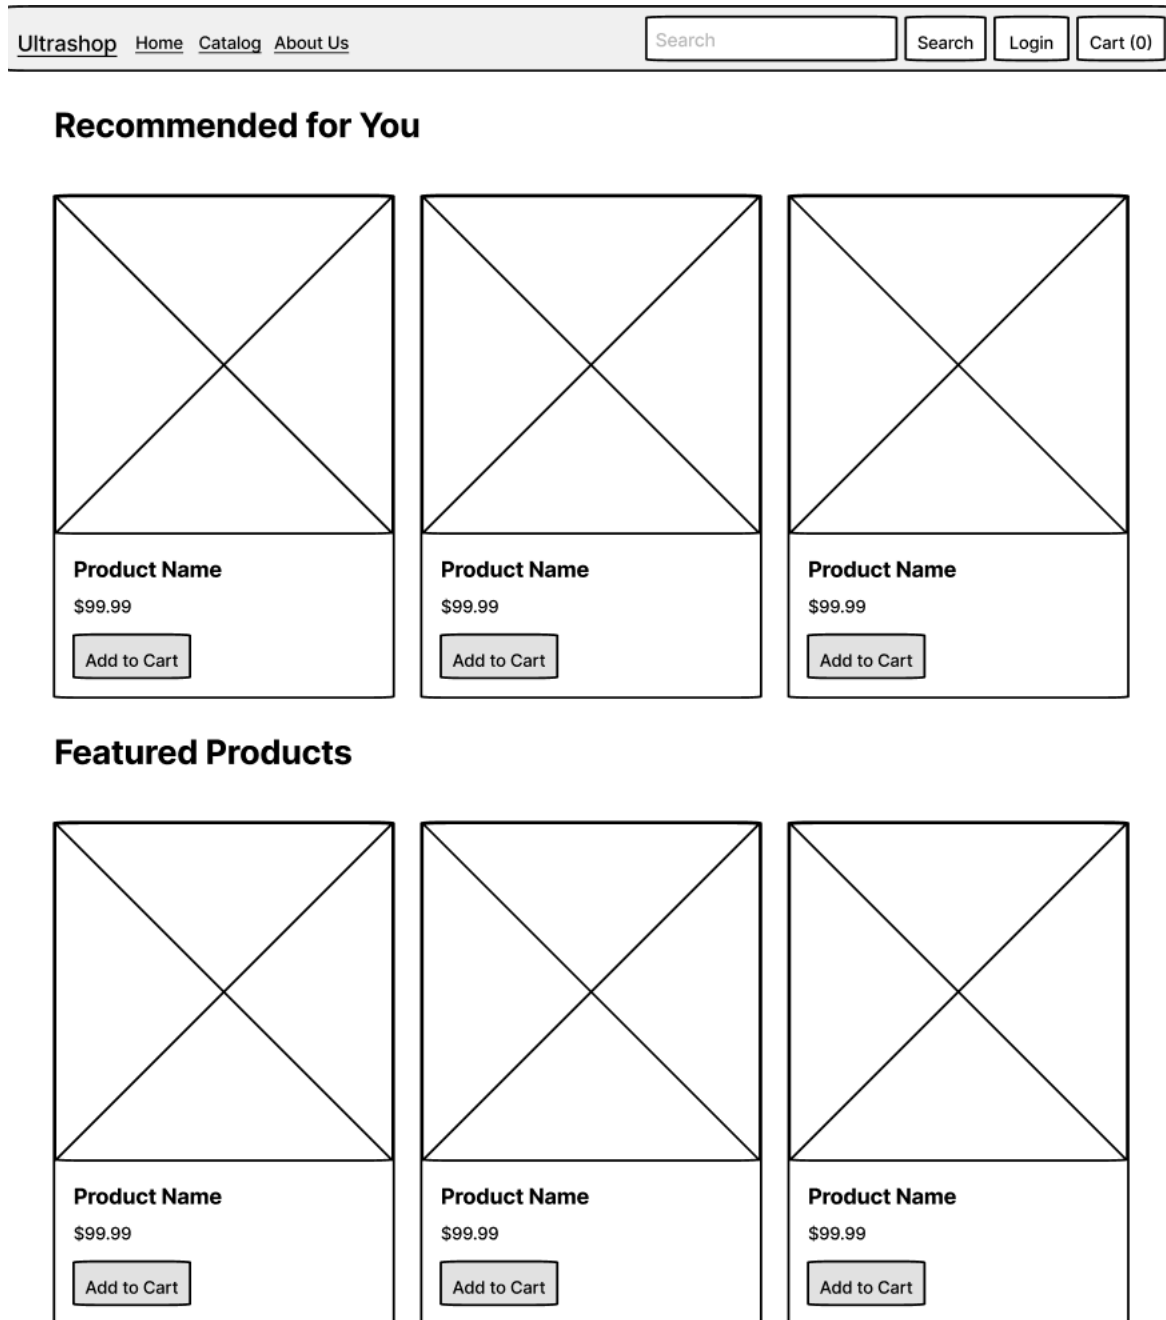 Ultrashop Home Catalog About Us Search Search Login Cart (0)
Recommended for You
Product Name Product Name Product Name
$99.99 $99.99 $99.99
Add to Cart Add to Cart Add to Cart
Featured Products
Product Name Product Name Product Name
$99.99 $99.99 $99.99
Add to Cart Add to Cart Add to Cart